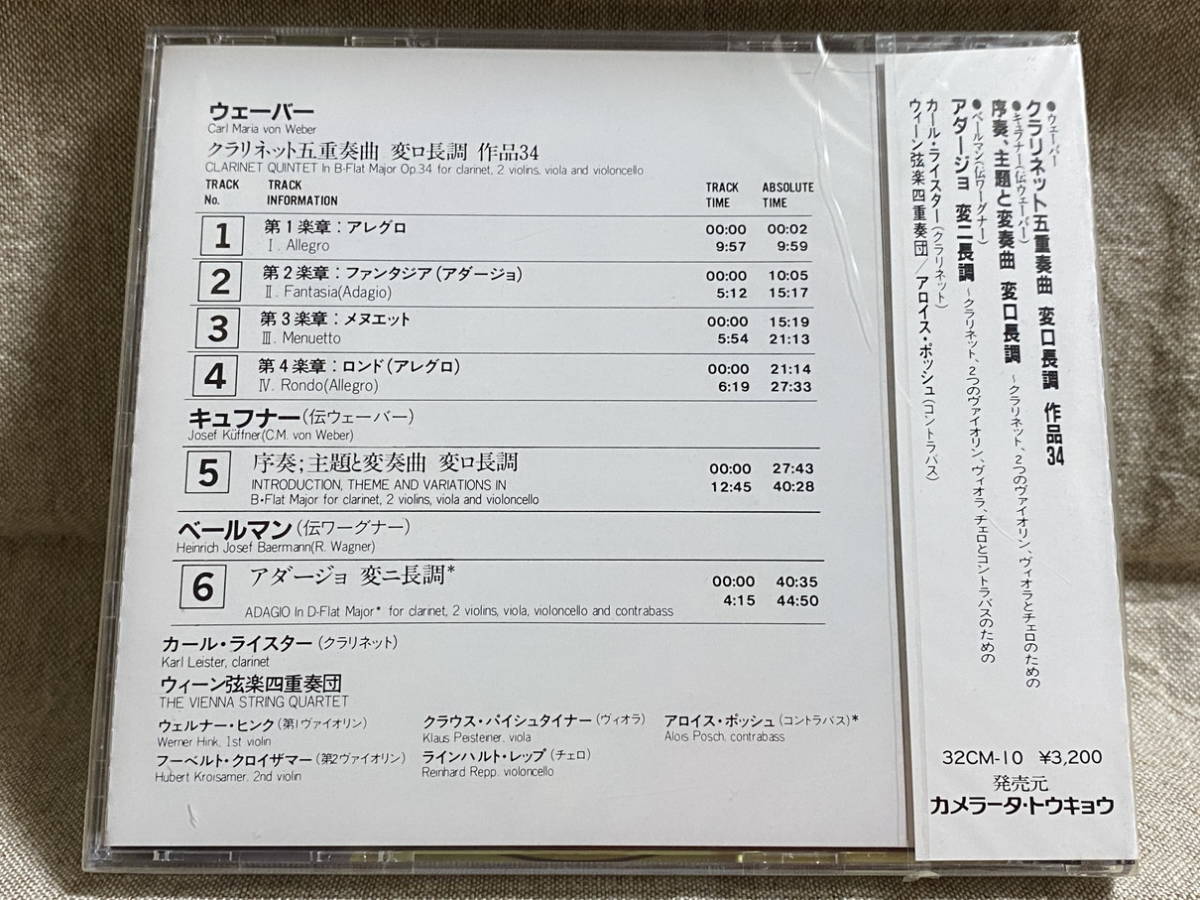 ウェーバー
Carl Maria von Weber
クラリネット五重奏曲 変ロ長調 作品34
CLARINET QUINTET In B-Flat Major Op.34 for clarinet, 2 violins, viola and violoncello
TRACK No. TRACK INFORMATION TRACK TIME ABSOLUTE TIME
1 第1楽章：アレグロ 00:00 00:02
I. Allegro 9:57 9:59
2 第2楽章：ファンタジア（アダージョ） 00:00 10:05
II. Fantasia(Adagio) 5:12 15:17
3 第3楽章：メヌエット 00:00 15:19
III. Menuetto 5:54 21:13
4 第4楽章：ロンド（アレグロ） 00:00 21:14
IV. Rondo(Allegro) 6:19 27:33
キュフナー（伝ウェーバー）
Josef Küffner(C.M. von Weber)
5 序奏；主題と変奏曲 変ロ長調 00:00 27:43
INTRODUCTION, THEME AND VARIATIONS IN 12:45 40:28
B•Flat Major for clarinet, 2 violins, viola and violoncello
ベールマン（伝ワーグナー）
Heinrich Josef Baermann(R. Wagner)
6 アダージョ 変ニ長調* 00:00 40:35
4:15 44:50
ADAGIO In D-Flat Major* for clarinet, 2 violins, viola, violoncello and contrabass
カール・ライスター（クラリネット）
Karl Leister, clarinet
ウィーン弦楽四重奏団
THE VIENNA STRING QUARTET
ウェルナー・ヒンク（第1ヴァイオリン） クラウス・パイシュタイナー（ヴィオラ） アロイス・ポッシュ（コントラバス）*
Werner Hink, 1st violin Klaus Peisteiner, viola Alois Posch, contrabass
フーベルト・クロイザマー（第2ヴァイオリン） ラインハルト・レップ（チェロ）
Hubert Kroisamer, 2nd violin Reinhard Repp, violoncello
●ウェーバー
クラリネット五重奏曲 変ロ長調 作品34
●キュフナー（伝ウェーバー）
序奏、主題と変奏曲 変ロ長調 〜クラリネット、2つのヴァイオリン、ヴィオラとチェロのための
●ベールマン（伝ワーグナー）
アダージョ 変ニ長調 〜クラリネット、2つのヴァイオリン、ヴィオラ、チェロとコントラバスのための
カール・ライスター（クラリネット）
ウィーン弦楽四重奏団／アロイス・ポッシュ（コントラバス）
32CM-10 ¥3,200
発売元
カメラータ・トウキョウ